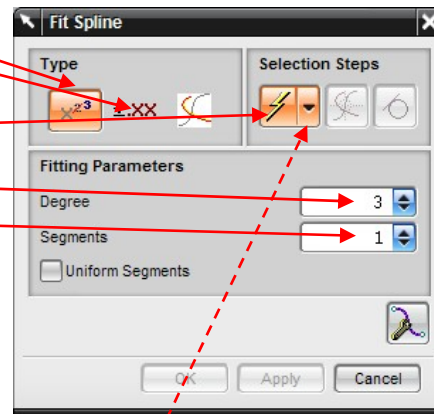 Fit Spline
Type
Selection Steps
x²³
±.XX
Fitting Parameters
Degree
3
Segments
1
Uniform Segments
OK
Apply
Cancel